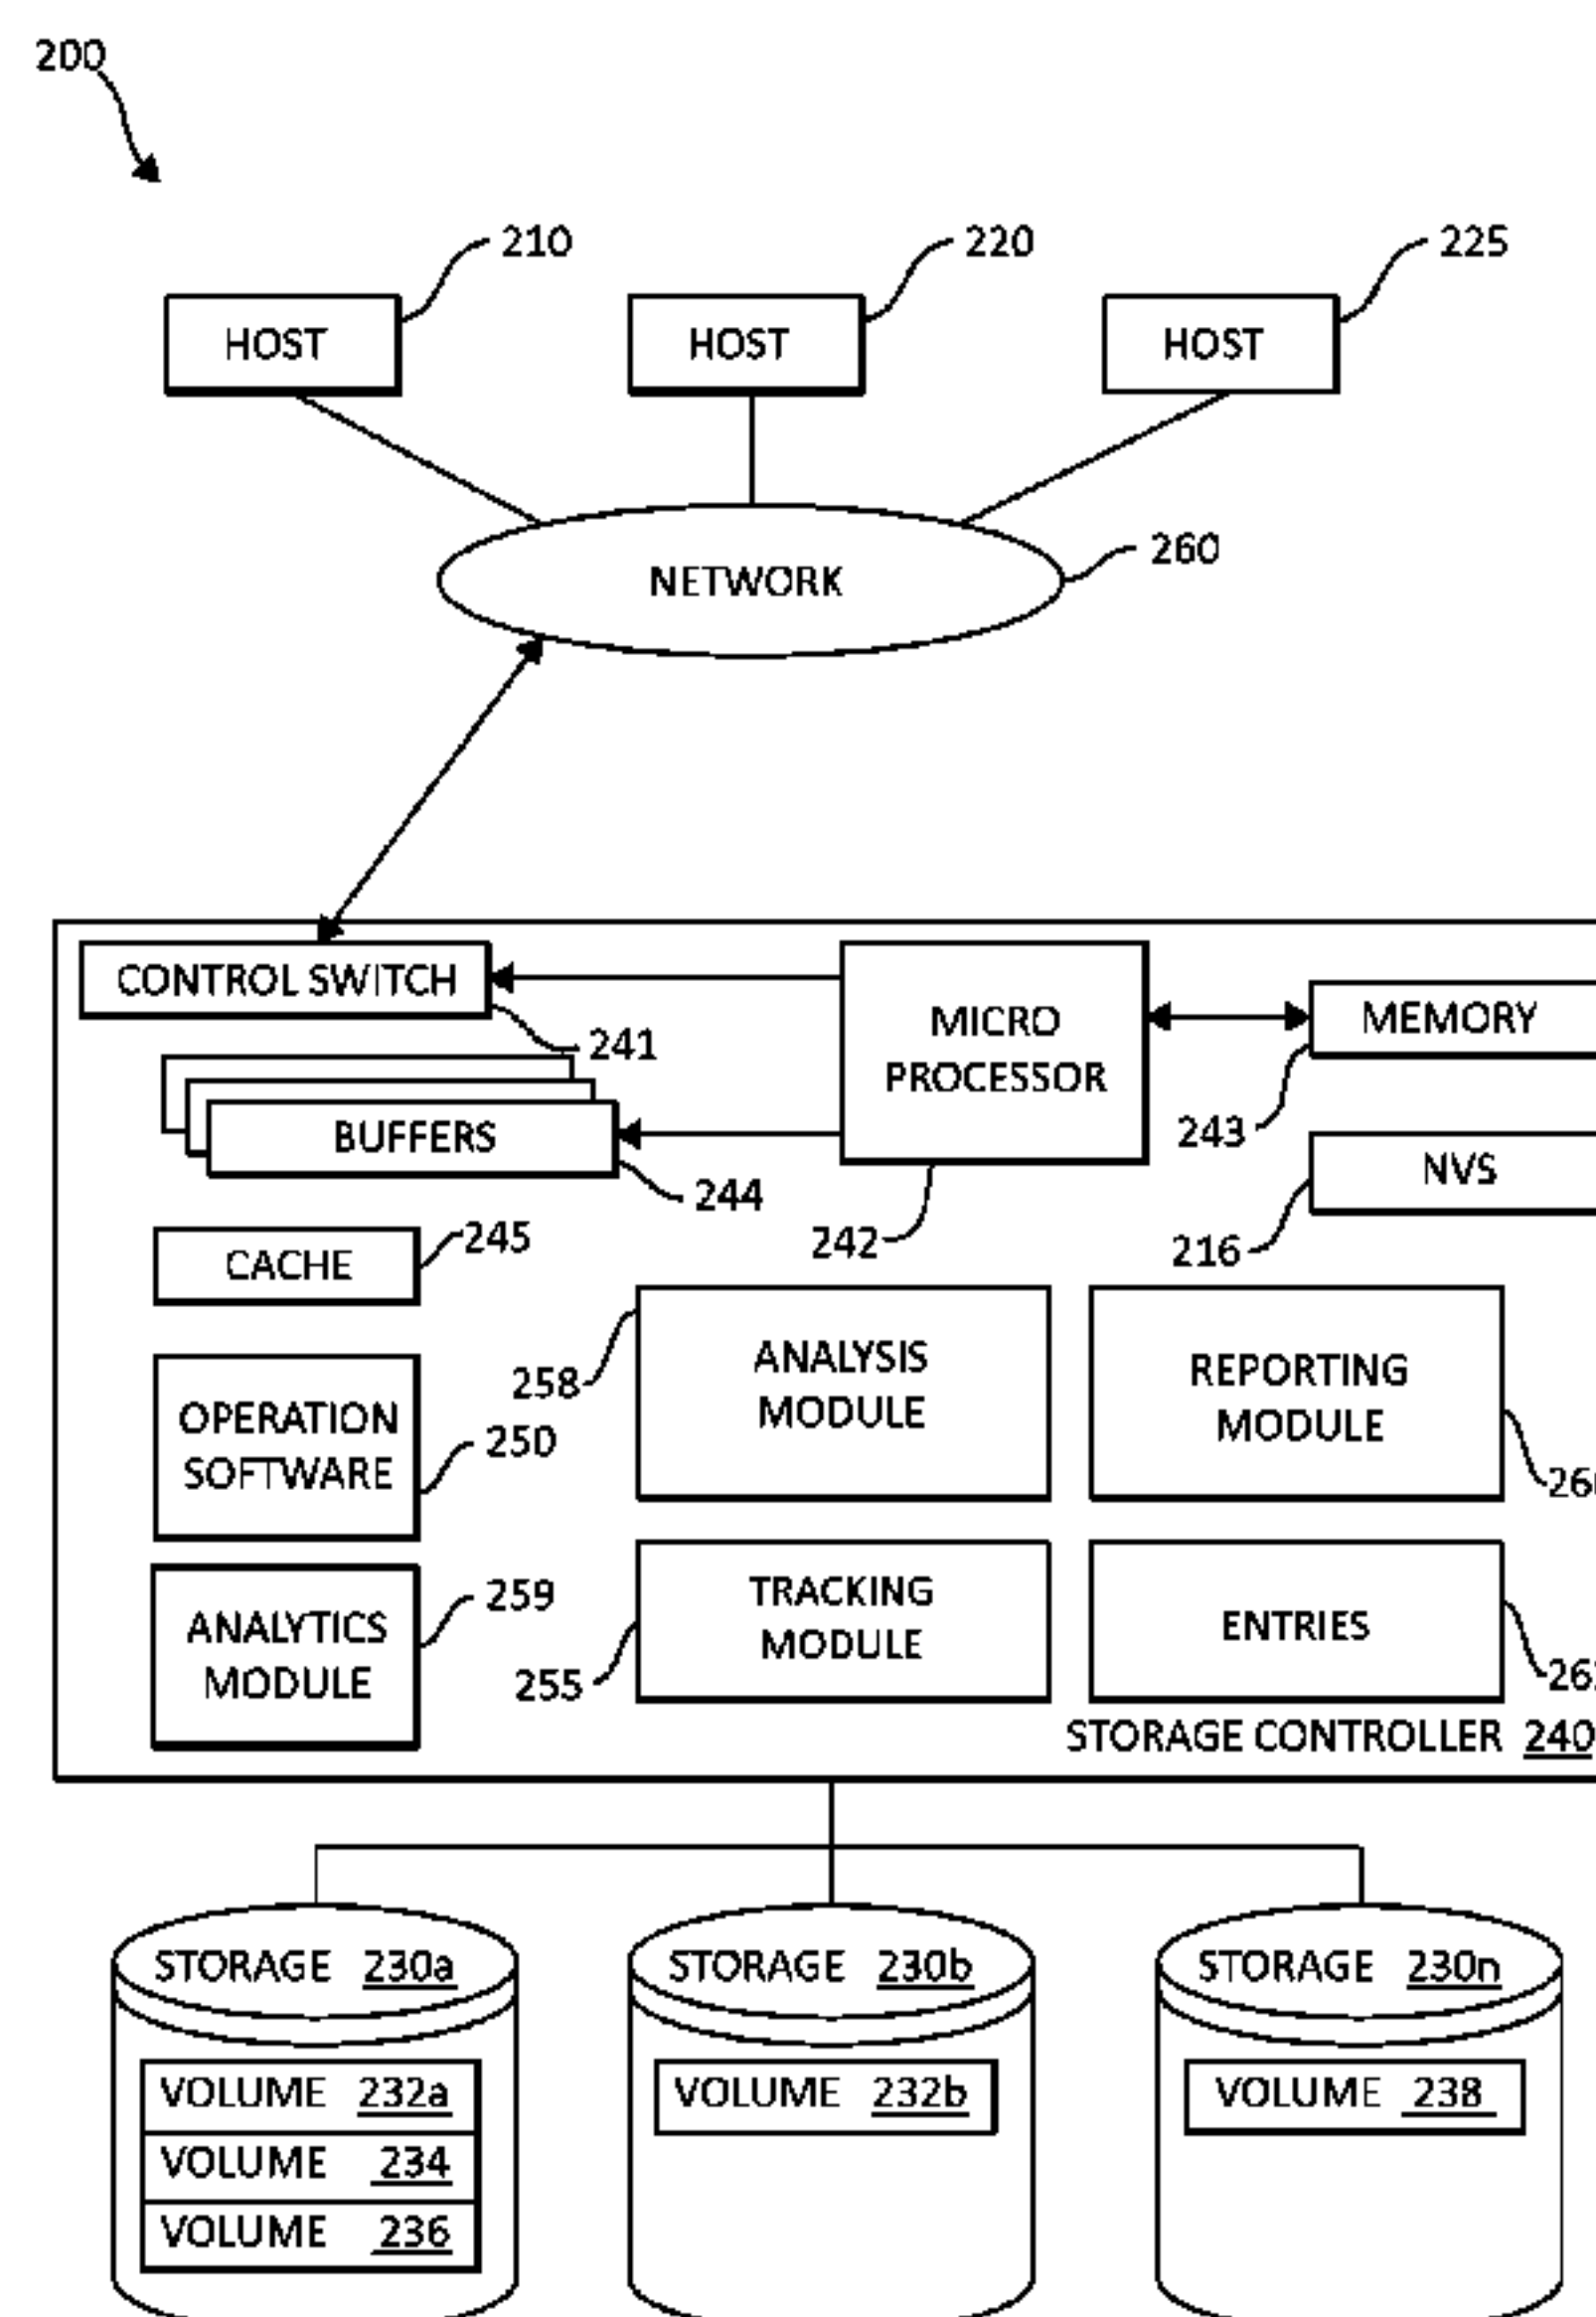 200
210
220
225
HOST
HOST
HOST
260
NETWORK
CONTROL SWITCH
241
MICRO
PROCESSOR
MEMORY
243
BUFFERS
244
NVS
242
216
CACHE
245
258
ANALYSIS
MODULE
REPORTING
MODULE
OPERATION
SOFTWARE
250
ANALYTICS
MODULE
259
TRACKING
MODULE
255
ENTRIES
STORAGE CONTROLLER 240
STORAGE 230a
STORAGE 230b
STORAGE 230n
VOLUME 232a
VOLUME 234
VOLUME 236
VOLUME 232b
VOLUME 238